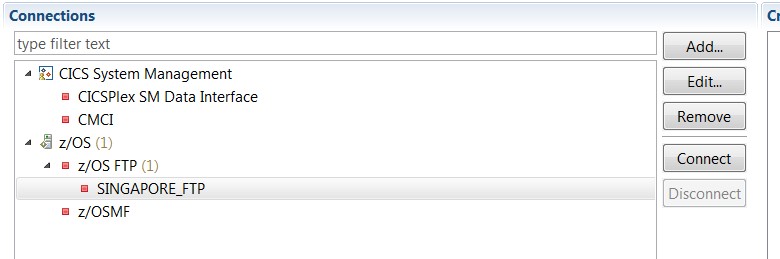 Connections
Cr
type filter text
Add...
CICS System Management
Edit...
CICSPlex SM Data Interface
CMCI
Remove
z/OS (1)
z/OS FTP (1)
Connect
SINGAPORE_FTP
Disconnect
z/OSMF